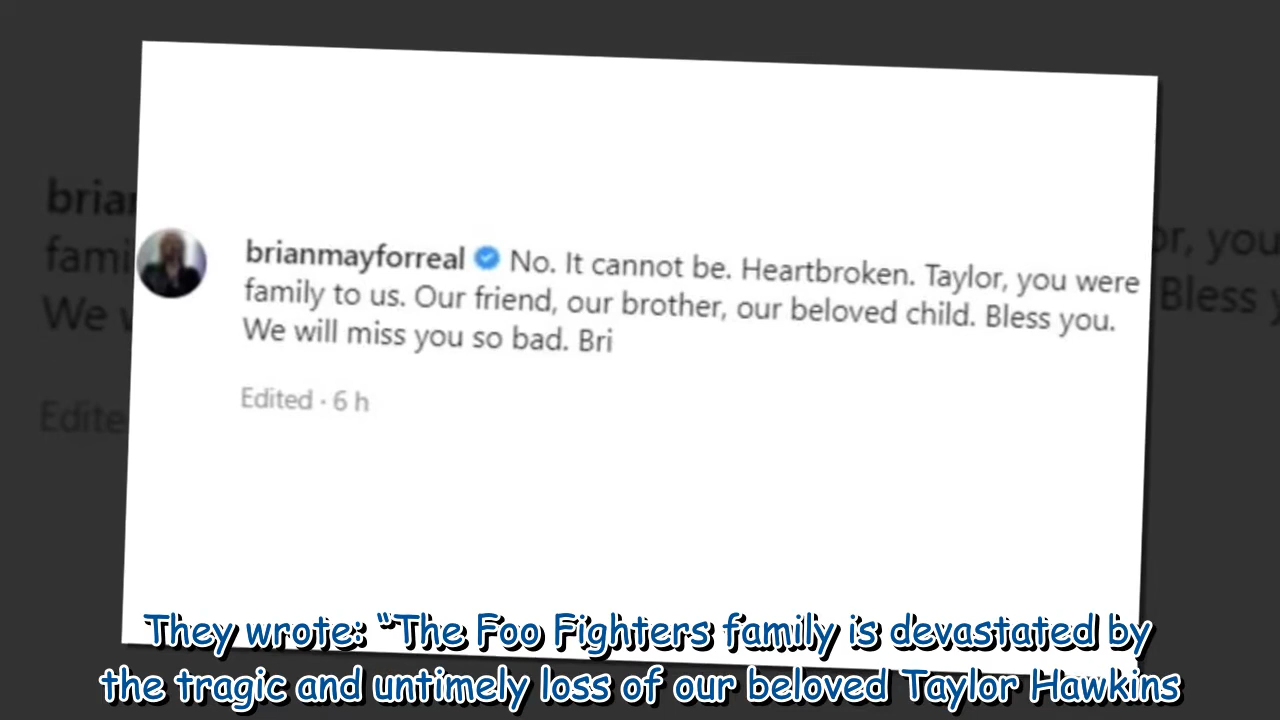 brianmayforreal No. It cannot be. Heartbroken. Taylor, you were
family to us. Our friend, our brother, our beloved child. Bless you.
We will miss you so bad. Bri
Edited · 6 h
They wrote: “The Foo Fighters family is devastated by
the tragic and untimely loss of our beloved Taylor Hawkins